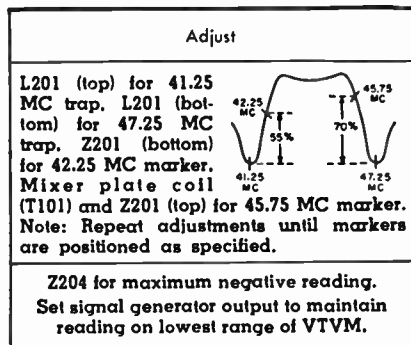 Adjust
L201 (top) for 41.25
MC trap. L201 (bot-
tom) for 47.25 MC
trap. Z201 (bottom)
for 42.25 MC marker.
Mixer plate coil
(T101) and Z201 (top) for 45.75 MC marker.
Note: Repeat adjustments until markers
are positioned as specified.
42.25
MC
45.75
MC
55%
70%
41.25
MC
47.25
MC
Z204 for maximum negative reading.
Set signal generator output to maintain
reading on lowest range of VTVM.